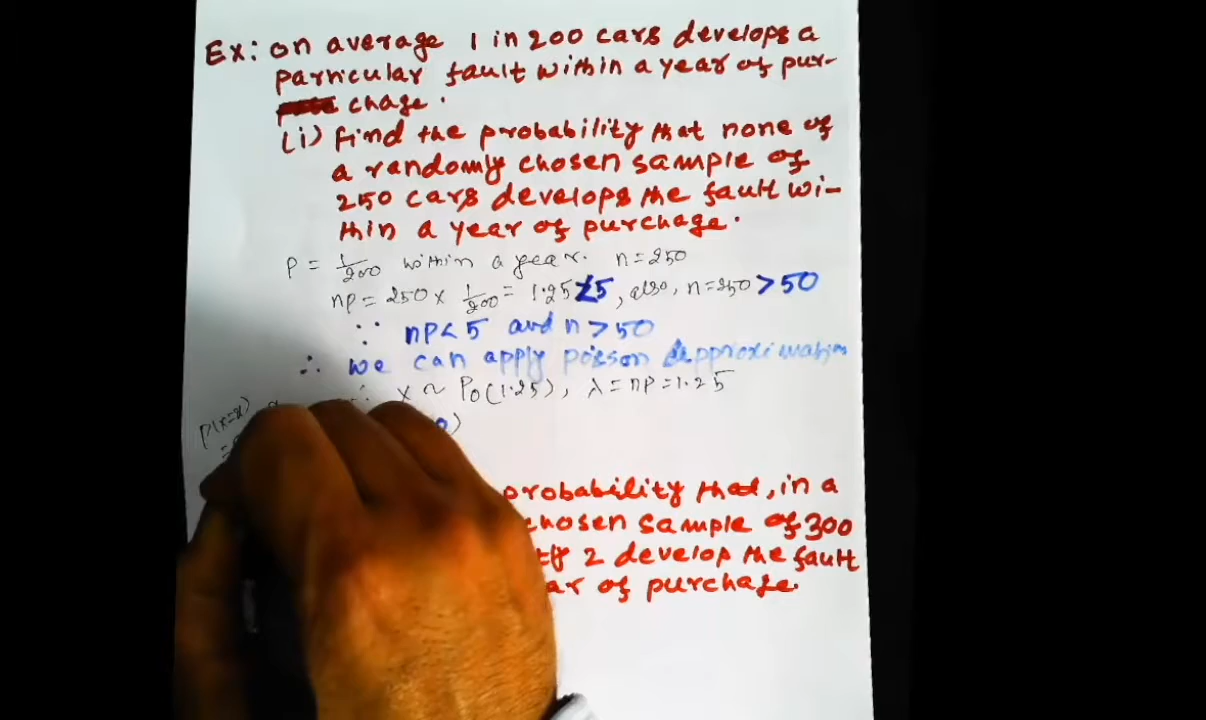 Ex: on average 1 in 200 cars develops a
particular fault within a year of pur-
chase.
(i) Find the probability that none of
a randomly chosen sample of
250 cars develops the fault wi-
thin a year of purchase.
P = 1/200 within a year. n=250
np = 250 x 1/200 = 1.25<5, also, n=250>50
∵ np<5 and n>50
∴ we can apply poisson approximation
∴ X ~ Po(1.25), λ = np = 1.25
P(X=x)
probability that, in a
chosen sample of 300
2 develop the fault
of purchase.